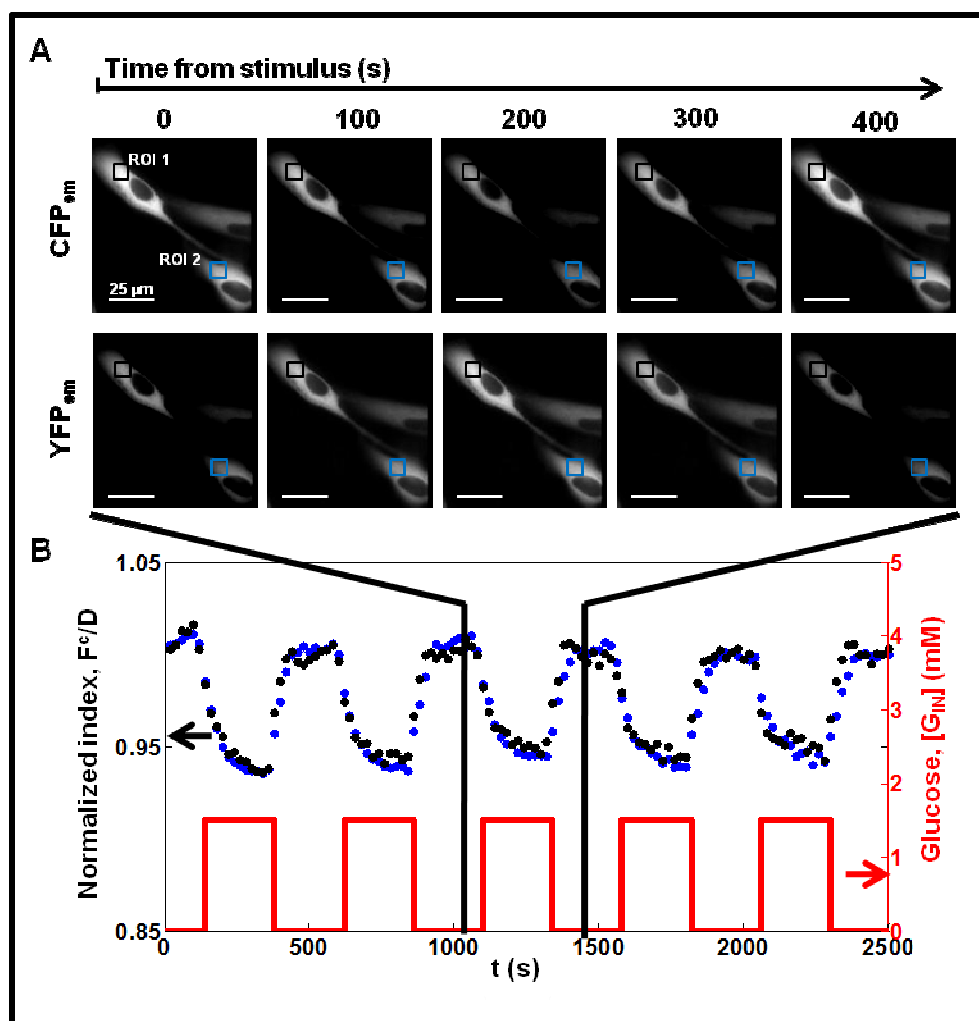 A
Time from stimulus (s)
0 100 200 300 400
CFPem
ROI 1
ROI 2
25 µm
YFPem
B
Normalized index, Fᶜ/D
1.05
0.95
0.85
5
4
3
2
1
0
Glucose, [G_IN] (mM)
0 500 1000 1500 2000 2500
t (s)